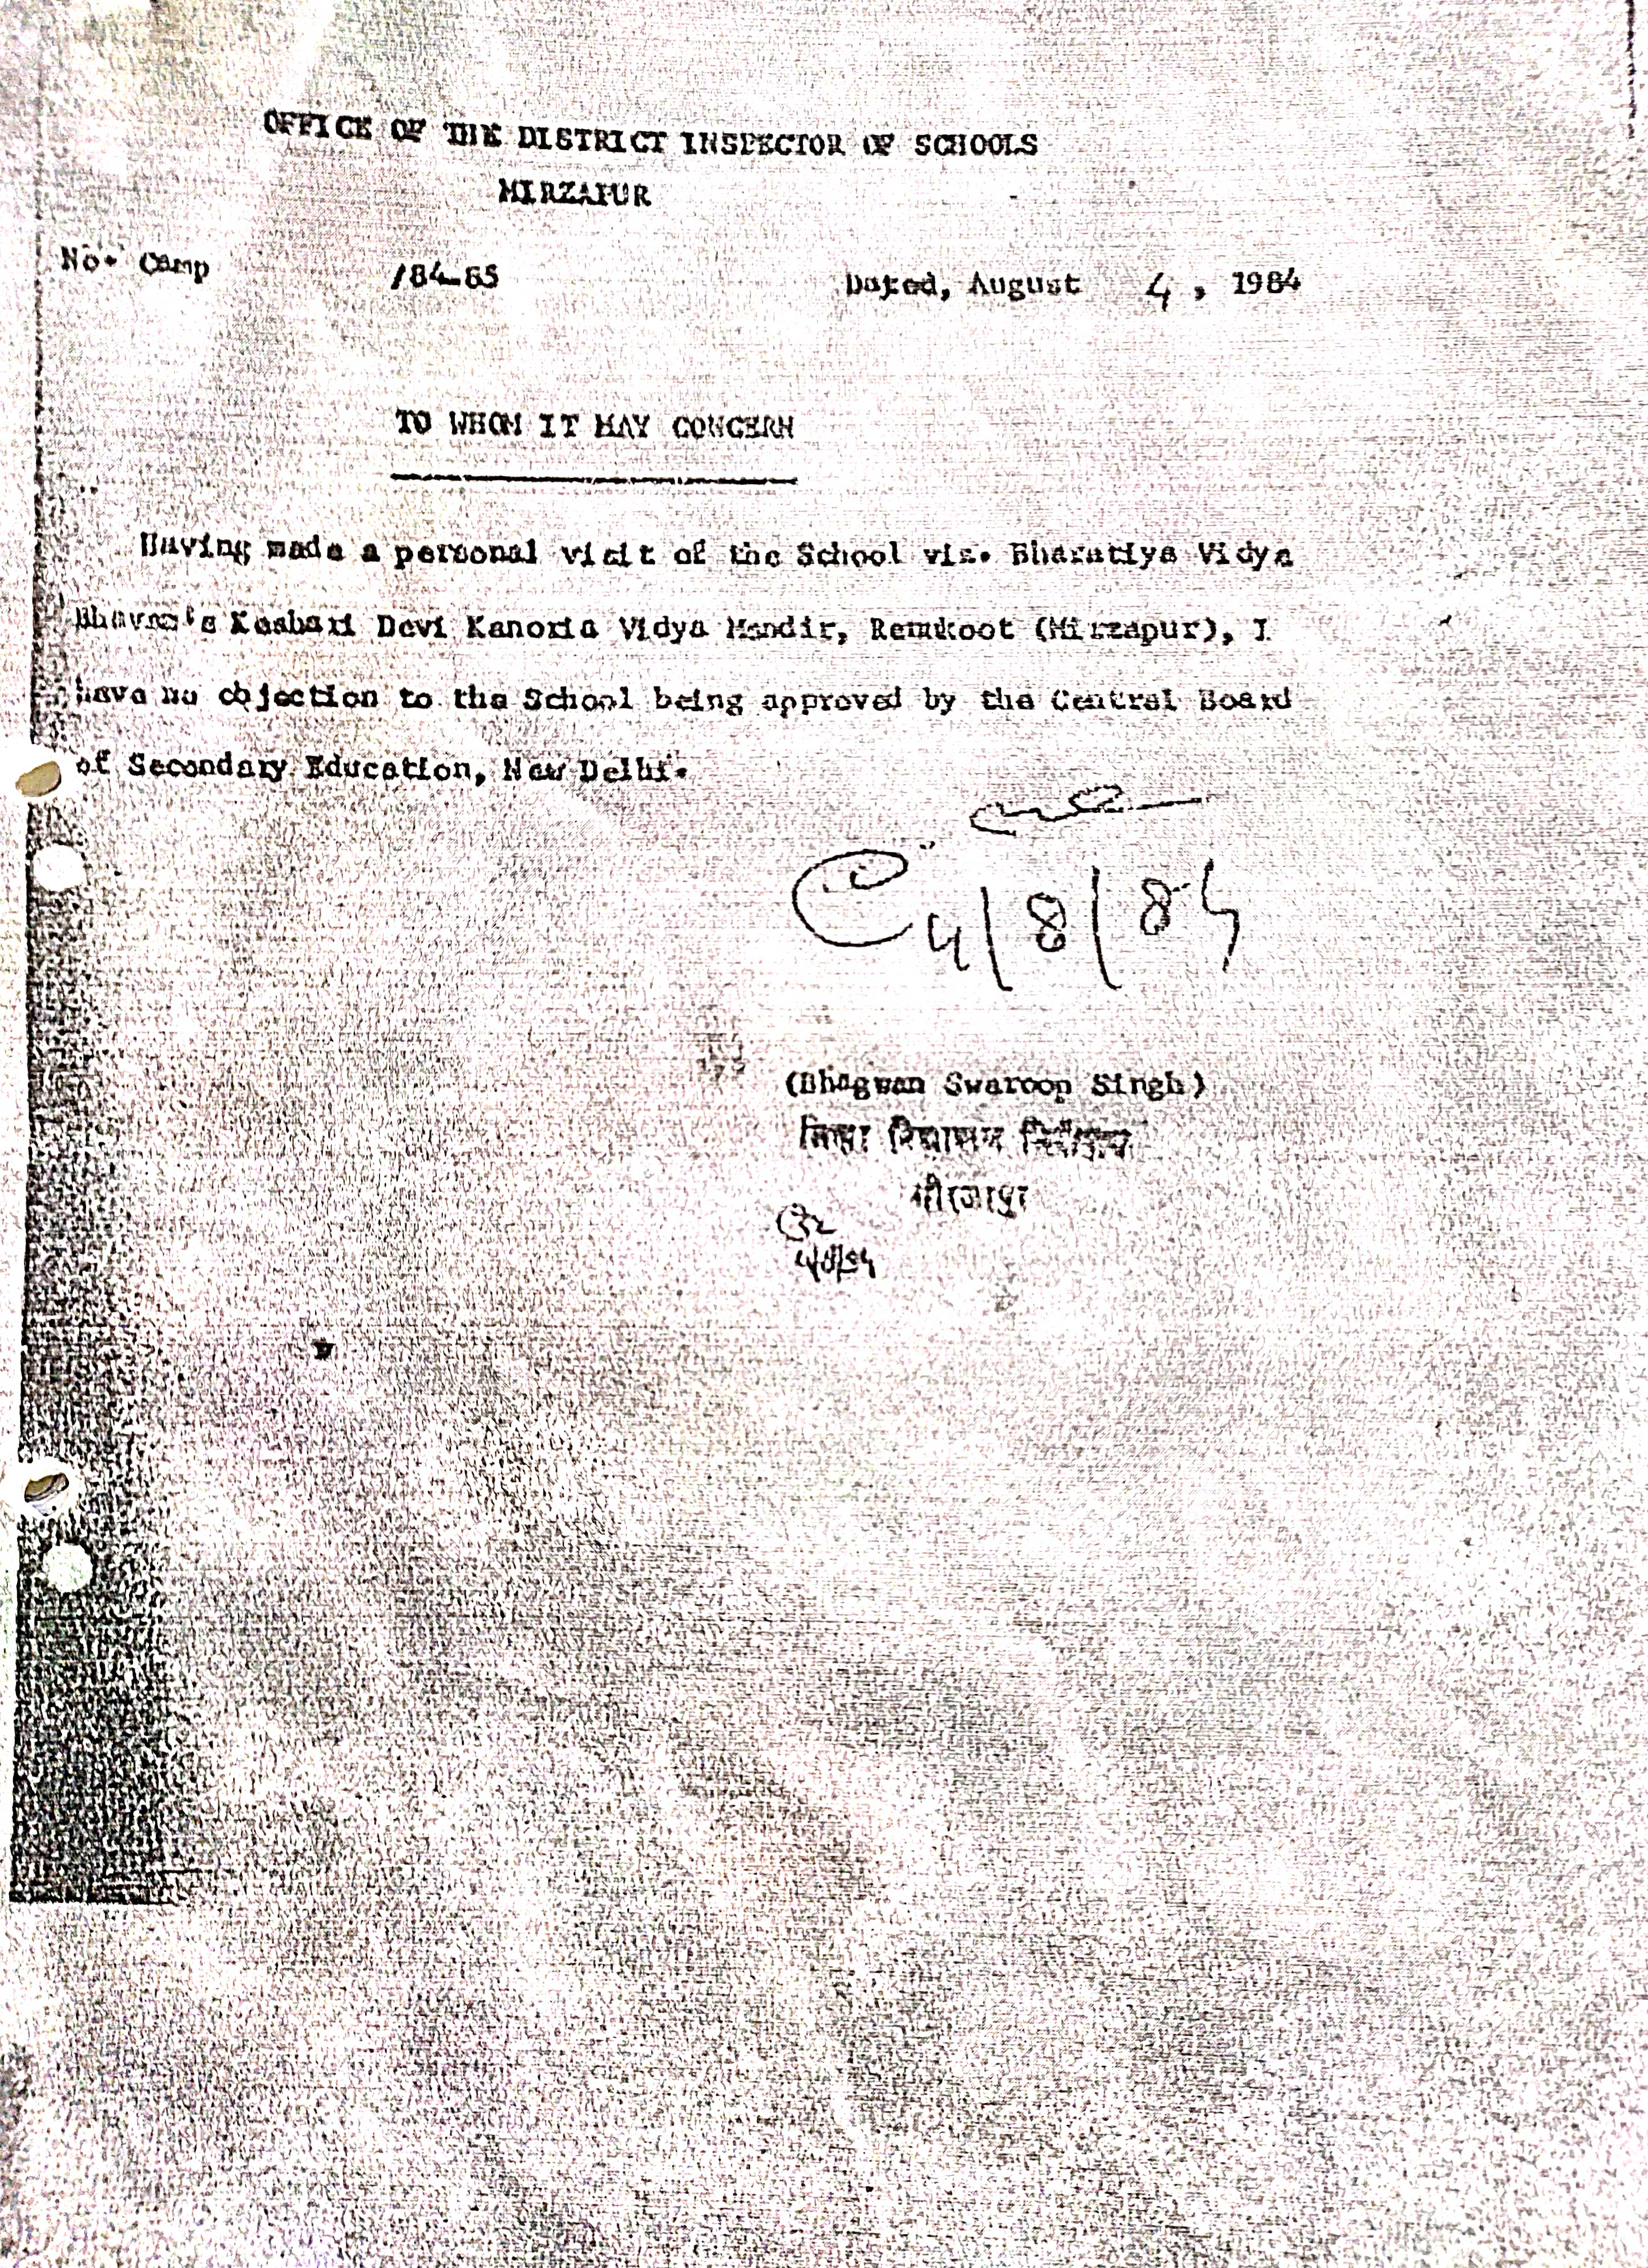 OFFICE OF THE DISTRICT INSPECTOR OF SCHOOLS
MIRZAPUR
No. Camp /84-85 Dated, August 4, 1984
TO WHOM IT MAY CONCERN
Having made a personal visit of the School viz. Bharatiya Vidya
Bhavan's Keshari Devi Kanoria Vidya Mandir, Renukoot (Mirzapur), I
have no objection to the School being approved by the Central Board
of Secondary Education, New Delhi.
4/8/84
(Bhagwan Swaroop Singh)
जिला विद्यालय निरीक्षक
मीरजापुर
4/8/84